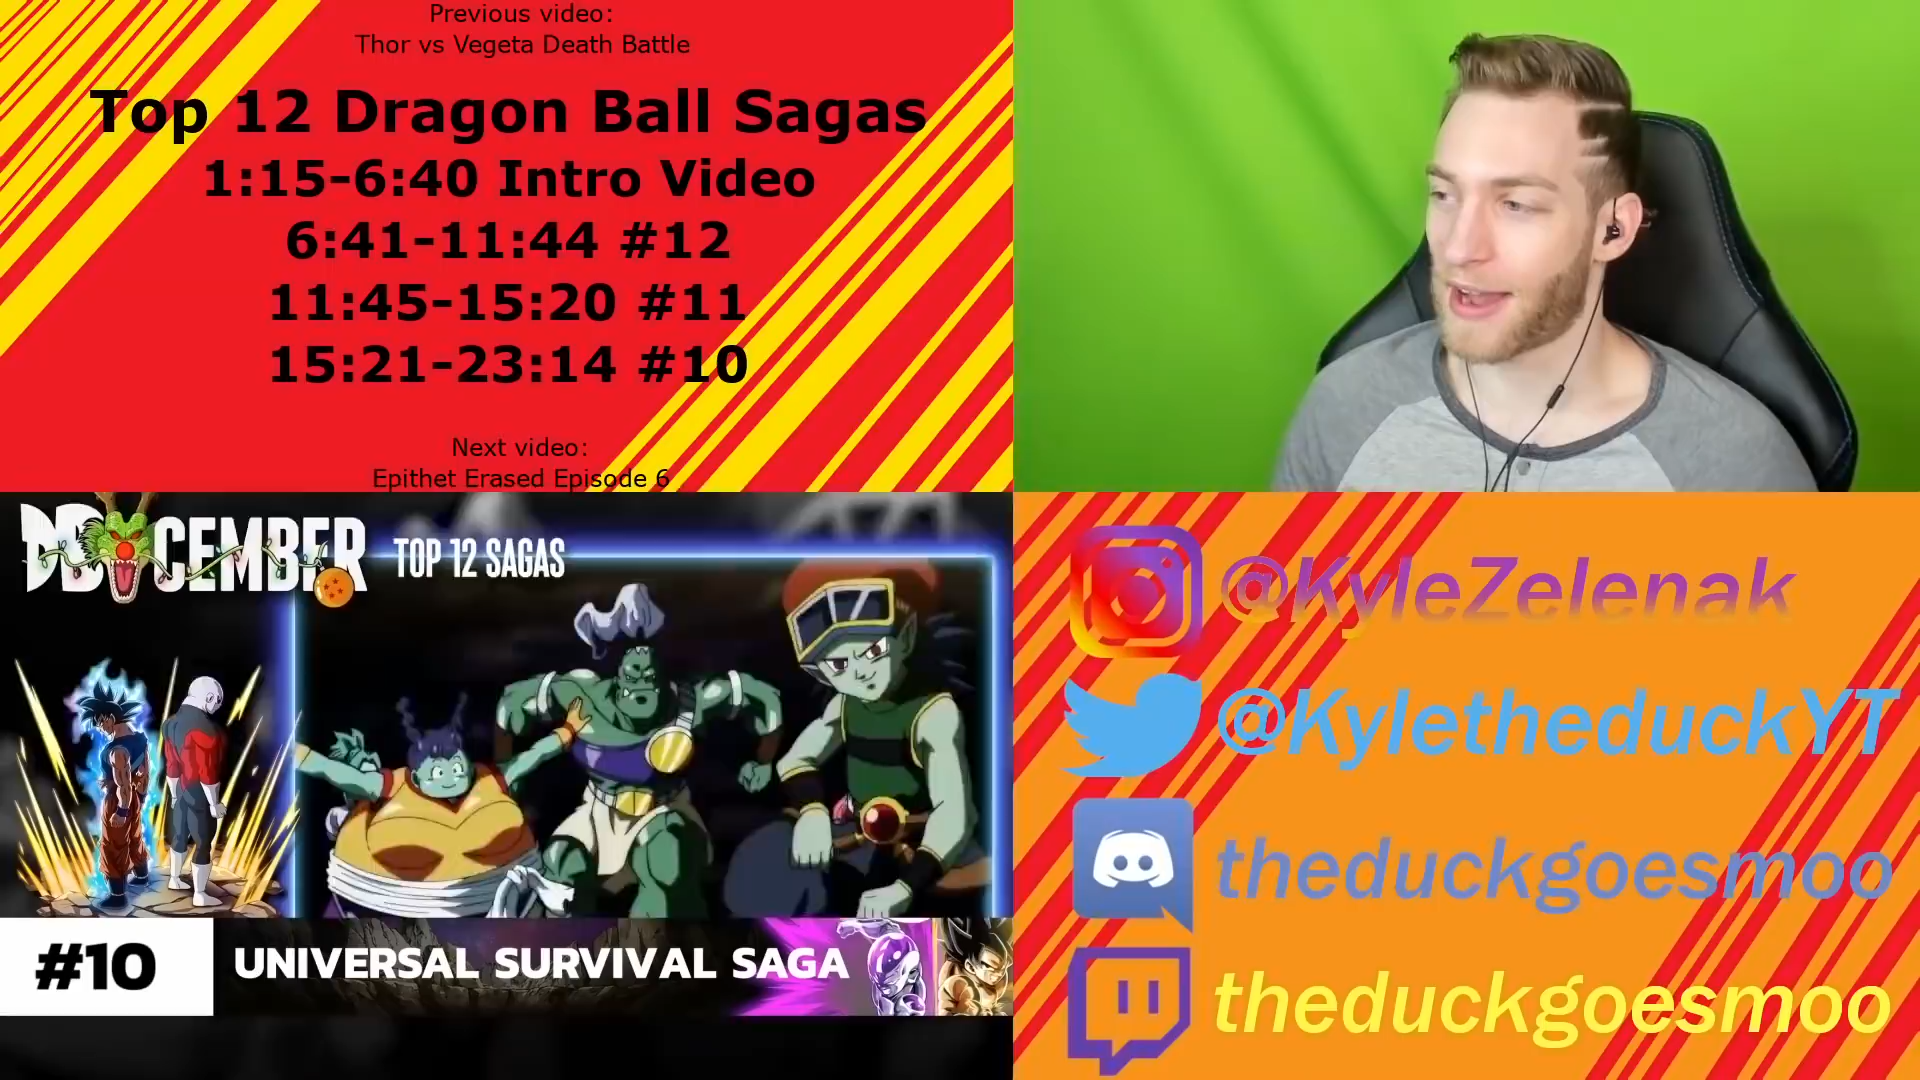 Previous video:
Thor vs Vegeta Death Battle
Top 12 Dragon Ball Sagas
1:15-6:40 Intro Video
6:41-11:44 #12
11:45-15:20 #11
15:21-23:14 #10
Next video:
Epithet Erased Episode 6
DBCEMBER
TOP 12 SAGAS
#10
UNIVERSAL SURVIVAL SAGA
@KyleZelenak
@KyletheduckYT
theduckgoesmoo
theduckgoesmoo